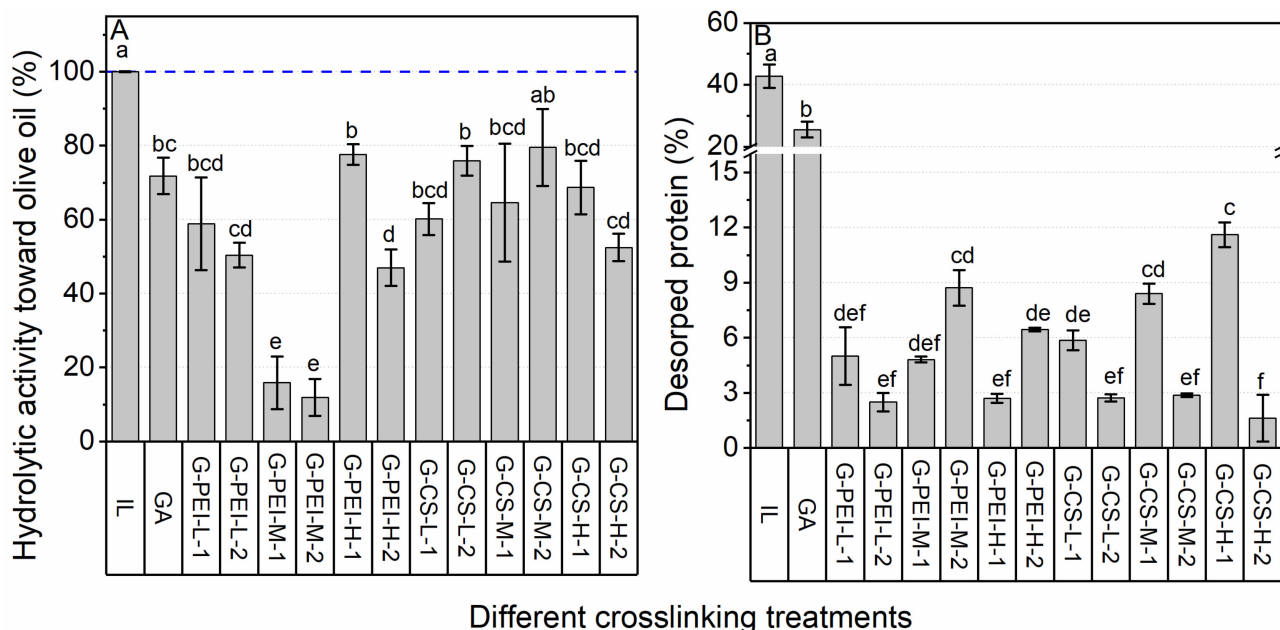 A
Hydrolytic activity toward olive oil (%)
100
80
60
40
20
0
a
bc
bcd
cd
e
e
b
d
bcd
b
bcd
ab
bcd
cd
IL
GA
G-PEI-L-1
G-PEI-L-2
G-PEI-M-1
G-PEI-M-2
G-PEI-H-1
G-PEI-H-2
G-CS-L-1
G-CS-L-2
G-CS-M-1
G-CS-M-2
G-CS-H-1
G-CS-H-2
B
Desorped protein (%)
60
40
20
15
12
9
6
3
0
a
b
def
ef
def
cd
ef
de
de
ef
cd
ef
c
f
IL
GA
G-PEI-L-1
G-PEI-L-2
G-PEI-M-1
G-PEI-M-2
G-PEI-H-1
G-PEI-H-2
G-CS-L-1
G-CS-L-2
G-CS-M-1
G-CS-M-2
G-CS-H-1
G-CS-H-2
Different crosslinking treatments